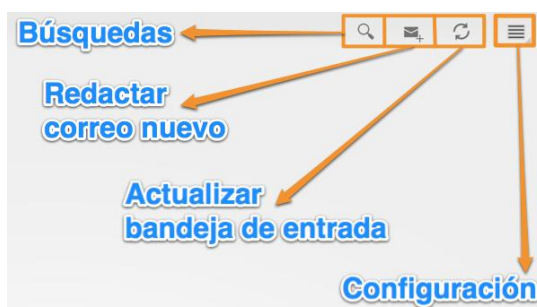 Búsquedas
Redactar
correo nuevo
Actualizar
bandeja de entrada
Configuración